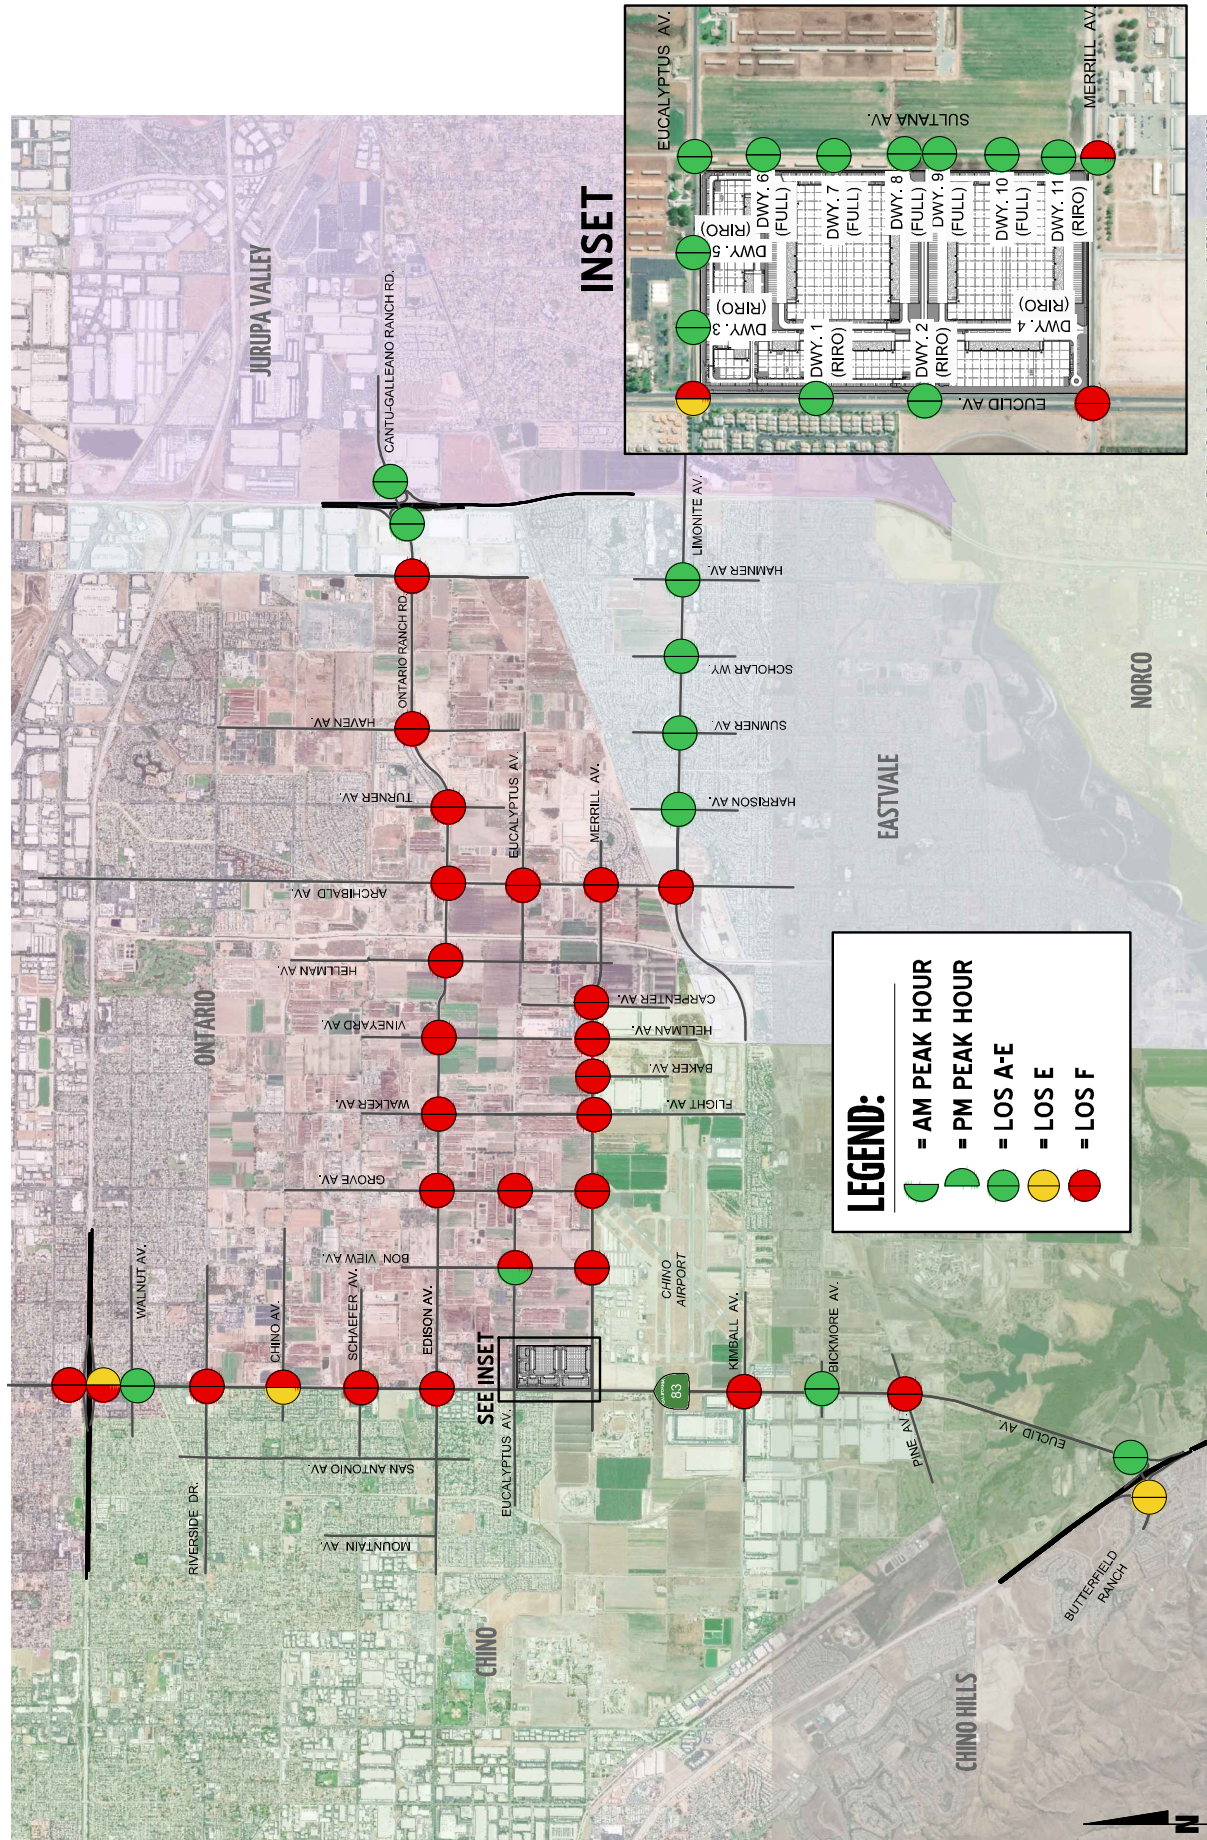 INSET
EUCALYPTUS AV.
MERRILL AV.
SULTANA AV.
EUCLID AV.
DWY. 1
(RIRO)
DWY. 2
(RIRO)
DWY. 3
(RIRO)
DWY. 4
(RIRO)
DWY. 5
(RIRO)
DWY. 6
(FULL)
DWY. 7
(FULL)
DWY. 8
(FULL)
DWY. 9
(FULL)
DWY. 10
(FULL)
DWY. 11
(RIRO)
JURUPA VALLEY
CANTU-GALLEANO RANCH RD.
ONTARIO RANCH RD.
LIMONITE AV.
HAMNER AV.
SCHOLAR WY.
SUMNER AV.
HARRISON AV.
HAVEN AV.
TURNER AV.
EUCALYPTUS AV.
MERRILL AV.
ARCHIBALD AV.
HELLMAN AV.
VINEYARD AV.
WALKER AV.
GROVE AV.
BON VIEW AV.
CARPENTER AV.
HELLMAN AV.
BAKER AV.
FLIGHT AV.
ONTARIO
EASTVALE
NORCO
CHINO
CHINO HILLS
WALNUT AV.
RIVERSIDE DR.
CHINO AV.
SCHAEFER AV.
EDISON AV.
SAN ANTONIO AV.
MOUNTAIN AV.
EUCALYPTUS AV.
SEE INSET
CHINO
AIRPORT
CALIFORNIA
83
KIMBALL AV.
BICKMORE AV.
PINE AV.
EUCLID AV.
BUTTERFIELD
RANCH
LEGEND:
= AM PEAK HOUR
= PM PEAK HOUR
= LOS A-E
= LOS E
= LOS F
N